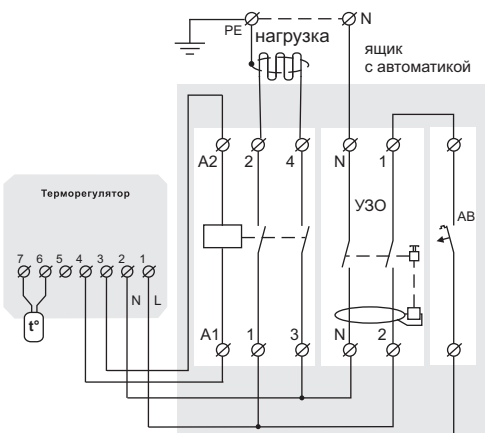 PE
N
нагрузка
ящик
с автоматикой
A2 2 4 N 1
УЗО
АВ
Терморегулятор
7 6 5 4 3 2 1
N L
t°
A1 1 3 N 2